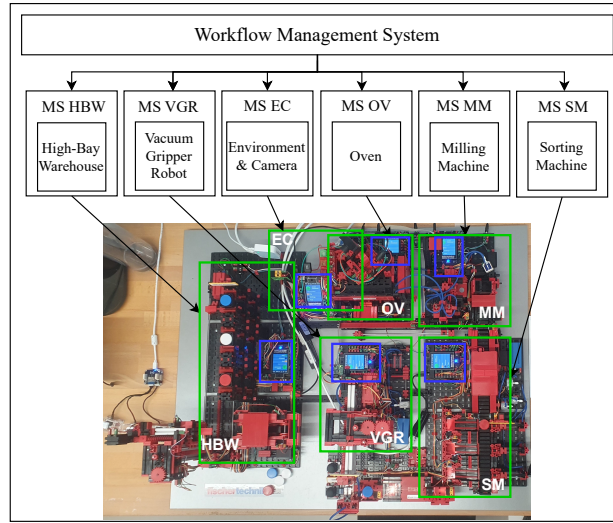 Workflow Management System
MS HBW
MS VGR
MS EC
MS OV
MS MM
MS SM
High-Bay
Warehouse
Vacuum
Gripper
Robot
Environment
& Camera
Oven
Milling
Machine
Sorting
Machine
EC
OV
MM
HBW
VGR
SM
fischertechnik